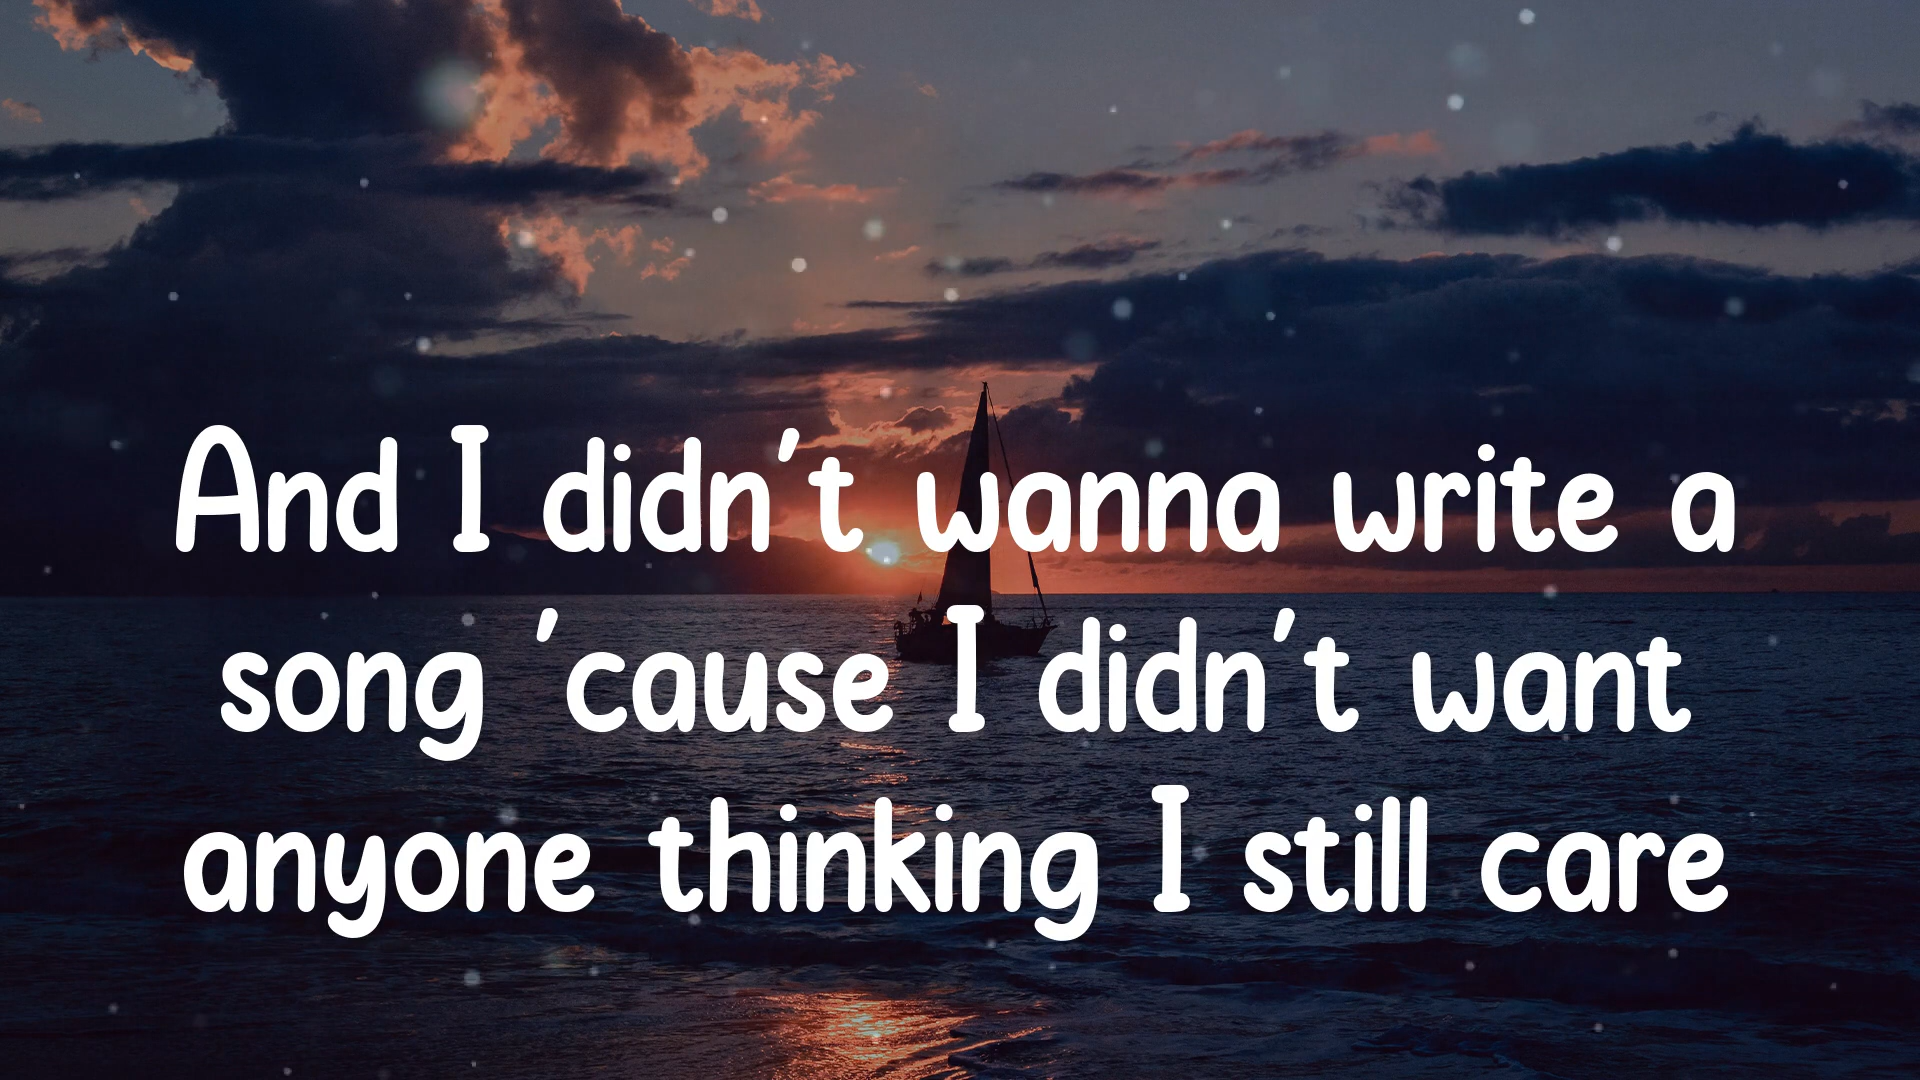 And I didn't wanna write a
song 'cause I didn't want
anyone thinking I still care